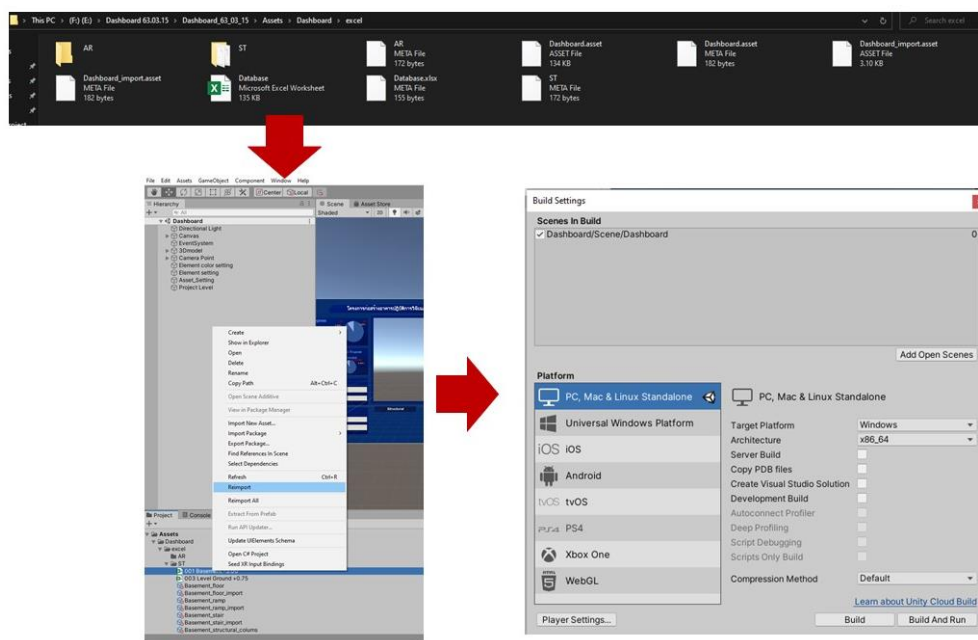 This PC > (F:) (E:) > Dashboard 63.03.15 > Dashboard_63_03_15 > Assets > Dashboard > excel
Search excel
AR
ST
AR
META File
172 bytes
Dashboard.asset
ASSET File
134 KB
Dashboard.asset
META File
182 bytes
Dashboard_import.asset
ASSET File
3.10 KB
Dashboard_import.asset
META File
182 bytes
Database
Microsoft Excel Worksheet
135 KB
Database.xlsx
META File
155 bytes
ST
META File
172 bytes
File Edit Assets GameObject Component Window Help
Center Local
Hierarchy
Scene Asset Store
All
Shaded 2D
Dashboard
Directional Light
Canvas
EventSystem
3Dmodel
Camera Point
Element color setting
Element setting
Asset_Setting
Project Level
Create
Show in Explorer
Open
Delete
Rename
Copy Path Alt+Ctrl+C
Open Scene Additive
View in Package Manager
Import New Asset...
Import Package
Export Package...
Find References In Scene
Select Dependencies
Refresh Ctrl+R
Reimport
Reimport All
Extract From Prefab
Run API Updater...
Update UIElements Schema
Open C# Project
Seed XR Input Bindings
Project Console
Assets
Dashboard
excel
AR
ST
003 Level Ground +0.75
Basement_floor
Basement_floor_import
Basement_ramp
Basement_ramp_import
Basement_stair
Basement_stair_import
Basement_structural_colums
Build Settings
Scenes In Build
Dashboard/Scene/Dashboard 0
Add Open Scenes
Platform
PC, Mac & Linux Standalone
Universal Windows Platform
iOS iOS
Android
tvOS tvOS
PS4 PS4
Xbox One
HTML 5 WebGL
PC, Mac & Linux Standalone
Target Platform Windows
Architecture x86_64
Server Build
Copy PDB files
Create Visual Studio Solution
Development Build
Autoconnect Profiler
Deep Profiling
Script Debugging
Scripts Only Build
Compression Method Default
Learn about Unity Cloud Build
Player Settings... Build Build And Run